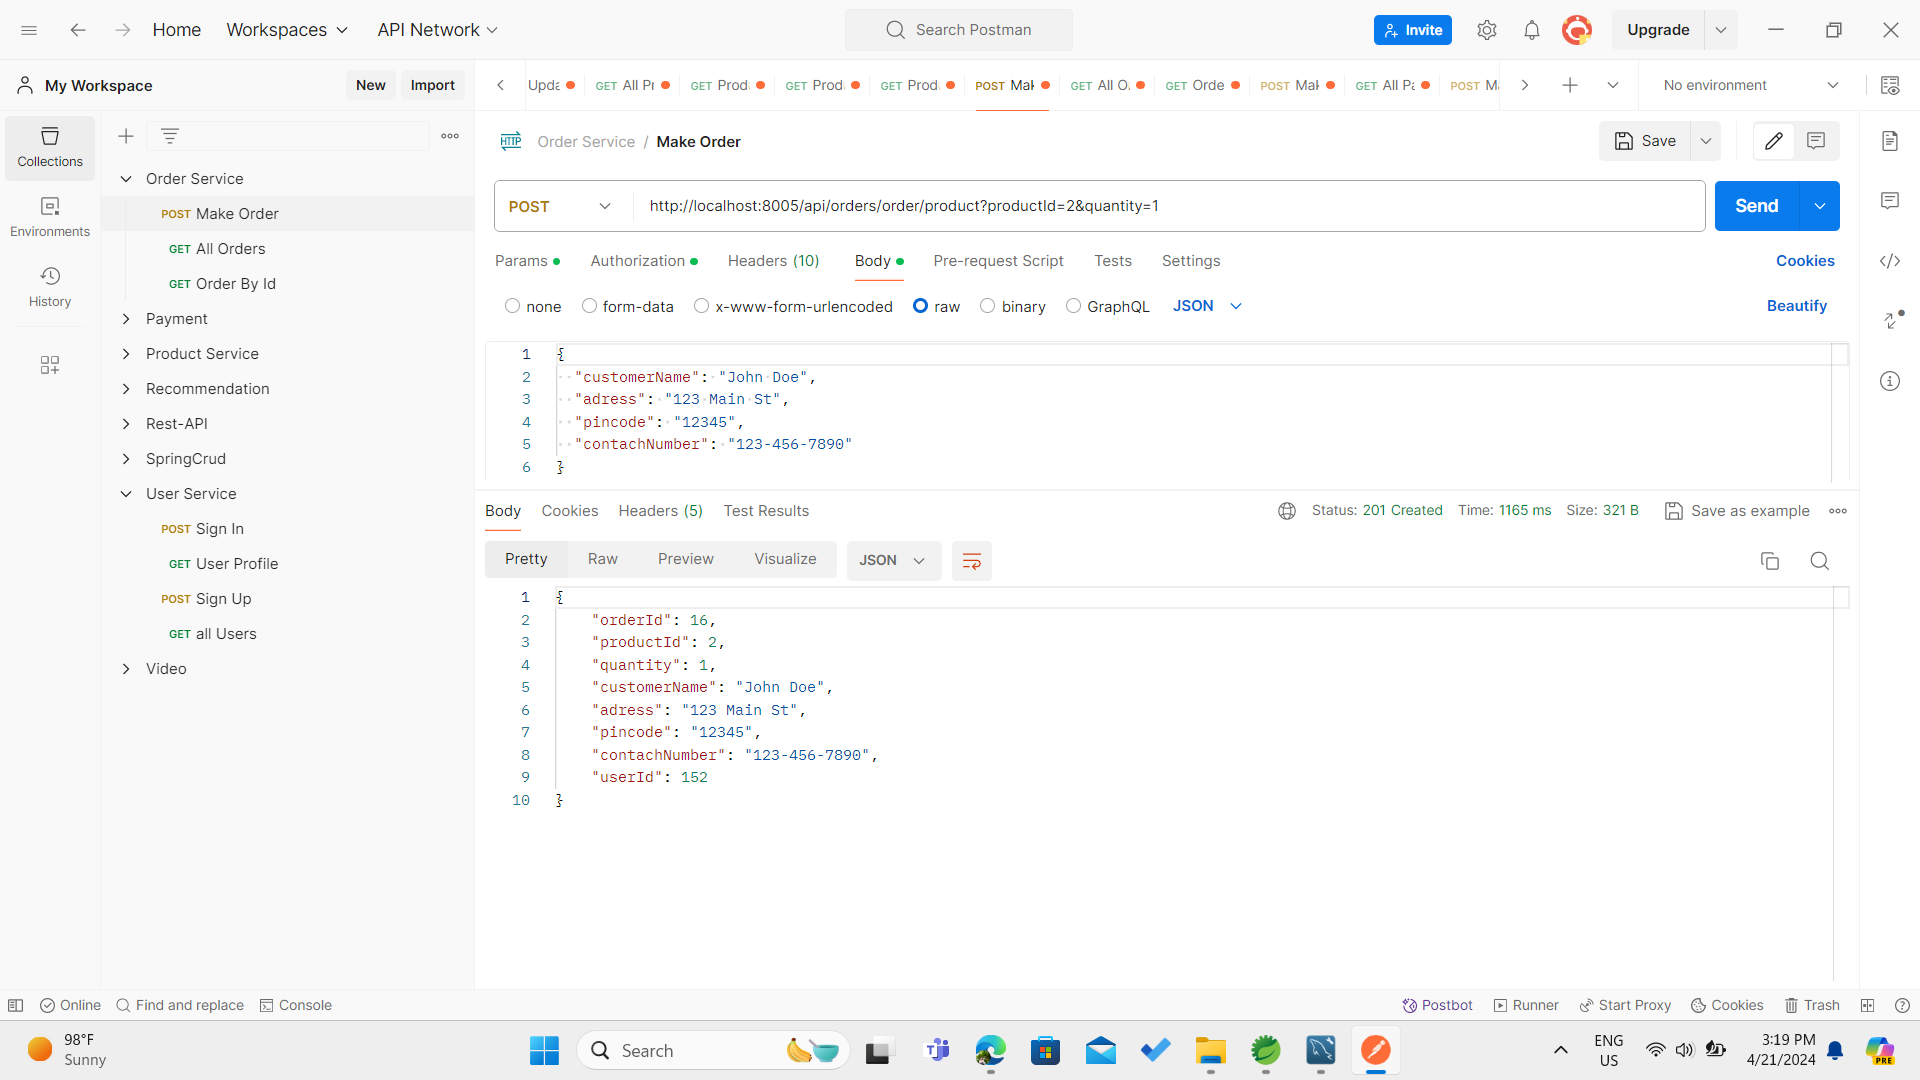 Home
Workspaces
API Network
Search Postman
Invite
Upgrade
My Workspace
New
Import
Upda
GET All Pr
GET Prod
GET Prod
GET Prod
POST Mak
GET All O
GET Orde
POST Mak
GET All Pa
POST Ma
No environment
Collections
Environments
History
Order Service
POST Make Order
GET All Orders
GET Order By Id
Payment
Product Service
Recommendation
Rest-API
SpringCrud
User Service
POST Sign In
GET User Profile
POST Sign Up
GET all Users
Video
HTTP Order Service / Make Order
Save
POST
http://localhost:8005/api/orders/order/product?productId=2&quantity=1
Send
Params
Authorization
Headers (10)
Body
Pre-request Script
Tests
Settings
Cookies
none
form-data
x-www-form-urlencoded
raw
binary
GraphQL
JSON
Beautify
1 {
2 "customerName": "John Doe",
3 "adress": "123 Main St",
4 "pincode": "12345",
5 "contachNumber": "123-456-7890"
6 }
Body
Cookies
Headers (5)
Test Results
Status: 201 Created
Time: 1165 ms
Size: 321 B
Save as example
Pretty
Raw
Preview
Visualize
JSON
1 {
2 "orderId": 16,
3 "productId": 2,
4 "quantity": 1,
5 "customerName": "John Doe",
6 "adress": "123 Main St",
7 "pincode": "12345",
8 "contachNumber": "123-456-7890",
9 "userId": 152
10 }
Online
Find and replace
Console
Postbot
Runner
Start Proxy
Cookies
Trash
98°F
Sunny
Search
ENG
US
3:19 PM
4/21/2024
PRE